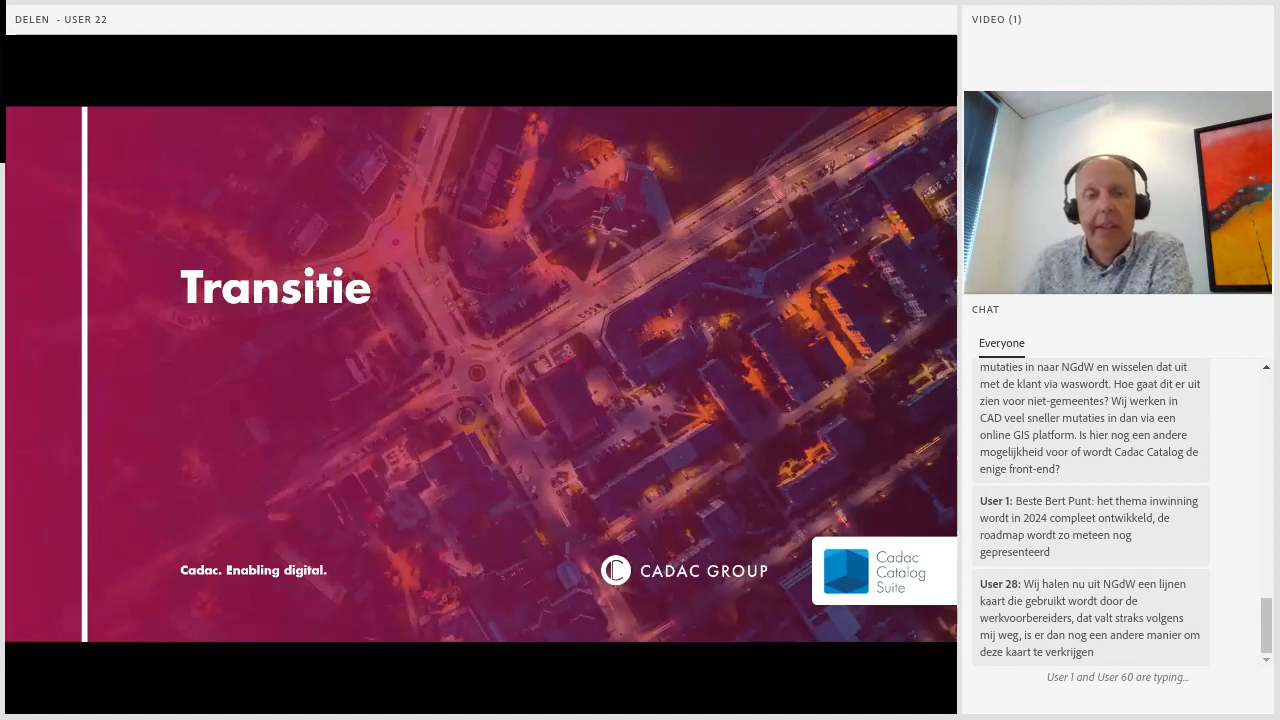 DELEN - USER 22
VIDEO (1)
Transitie
Cadac. Enabling digital.
CADAC GROUP
Cadac
Catalog
Suite
CHAT
Everyone
mutaties in naar NGdW en wisselen dat uit
met de klant via waswordt. Hoe gaat dit er uit
zien voor niet-gemeentes? Wij werken in
CAD veel sneller mutaties in dan via een
online GIS platform. Is hier nog een andere
mogelijkheid voor of wordt Cadac Catalog de
enige front-end?
User 1: Beste Bert Punt: het thema inwinning
wordt in 2024 compleet ontwikkeld, de
roadmap wordt zo meteen nog
gepresenteerd
User 28: Wij halen nu uit NGdW een lijnen
kaart die gebruikt wordt door de
werkvoorbereiders, dat valt straks volgens
mij weg, is er dan nog een andere manier om
deze kaart te verkrijgen
User 1 and User 60 are typing...